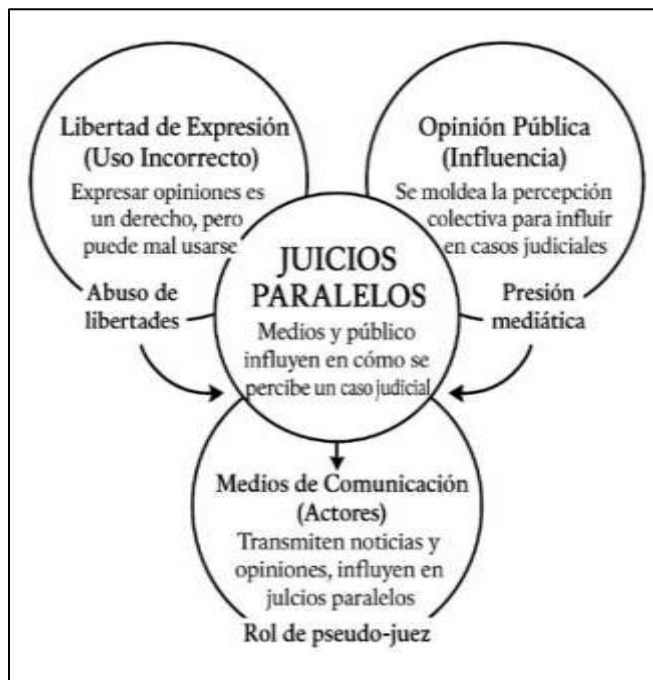 Libertad de Expresión
(Uso Incorrecto)
Expresar opiniones es
un derecho, pero
puede mal usarse
Abuso de
libertades
Opinión Pública
(Influencia)
Se moldea la percepción
colectiva para influir
en casos judiciales
Presión
mediática
JUICIOS
PARALELOS
Medios y público
influyen en cómo se
percibe un caso judicial
Medios de Comunicación
(Actores)
Transmiten noticias y
opiniones, influyen en
julcios paralelos
Rol de pseudo-juez